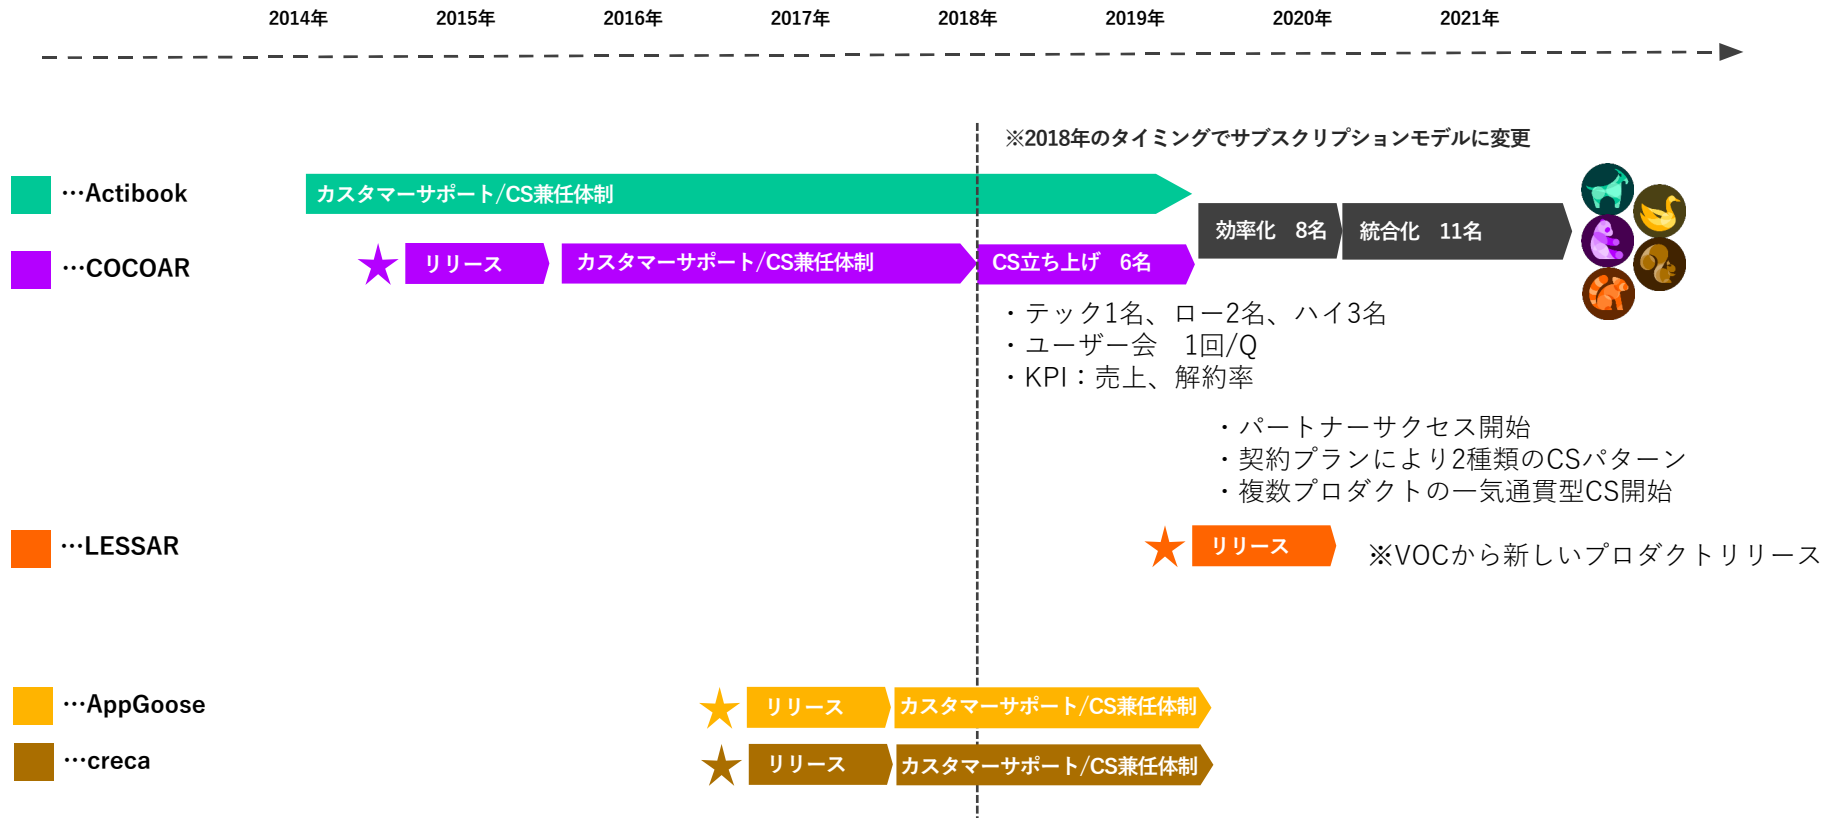 2014年 2015年 2016年 2017年 2018年 2019年 2020年 2021年
※2018年のタイミングでサブスクリプションモデルに変更
…Actibook
カスタマーサポート/CS兼任体制
効率化　8名
統合化　11名
…COCOAR
リリース
カスタマーサポート/CS兼任体制
CS立ち上げ　6名
・テック1名、ロー2名、ハイ3名
・ユーザー会　1回/Q
・KPI：売上、解約率
・パートナーサクセス開始
・契約プランにより2種類のCSパターン
・複数プロダクトの一気通貫型CS開始
…LESSAR
リリース
※VOCから新しいプロダクトリリース
…AppGoose
リリース
カスタマーサポート/CS兼任体制
…creca
リリース
カスタマーサポート/CS兼任体制